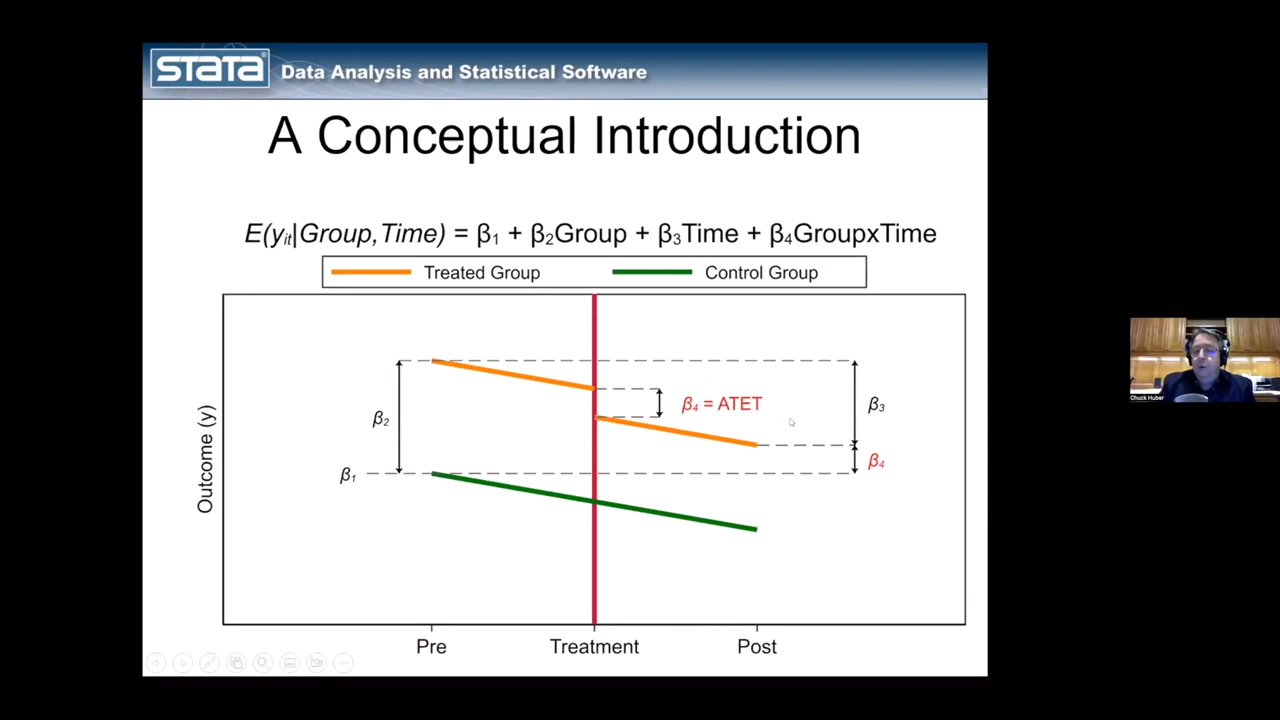 STATA® Data Analysis and Statistical Software
A Conceptual Introduction
E(yit|Group,Time) = β1 + β2Group + β3Time + β4GroupxTime
Treated Group Control Group
β4 = ATET
β2
β3
β4
β1
Outcome (y)
Pre Treatment Post
Chuck Huber